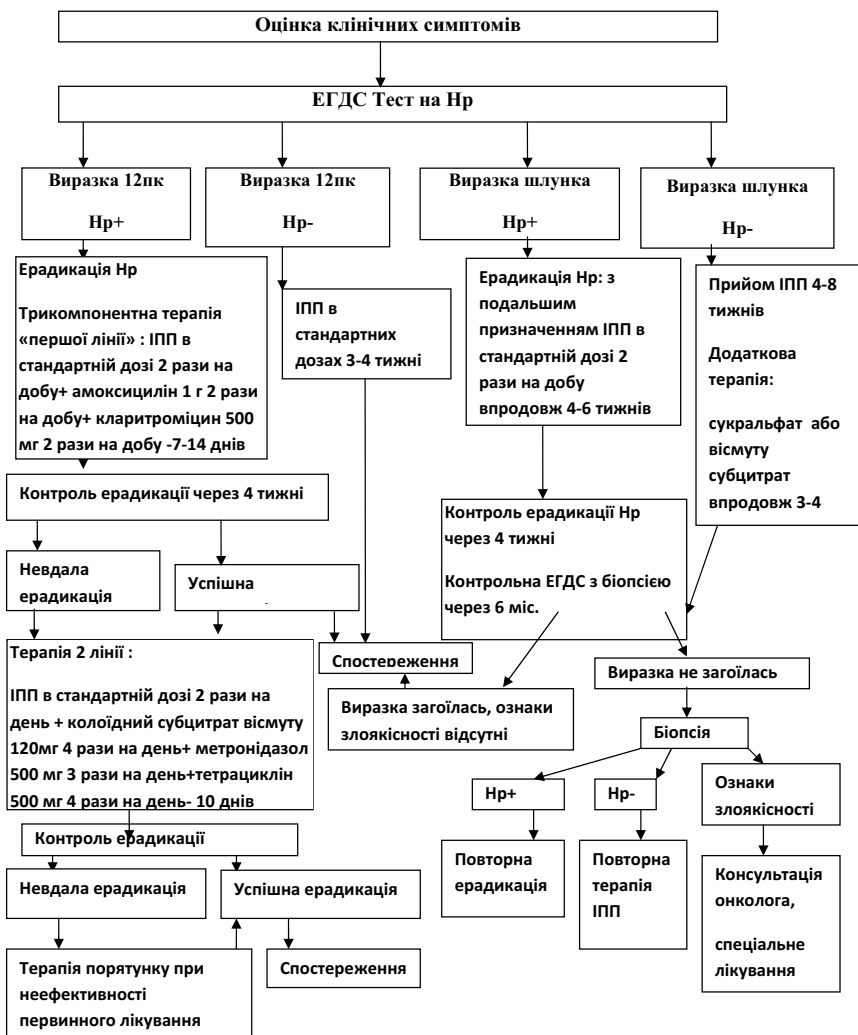 Оцінка клінічних симптомів
ЕГДС Тест на Нр
Виразка 12пк
Нр+
Виразка 12пк
Нр-
Виразка шлунка
Нр+
Виразка шлунка
Нр-
Ерадикація Нр
Трикомпонентна терапія
«першої лінії» : ІПП в
стандартній дозі 2 рази на
добу+ амоксицилін 1 г 2 рази
на добу+ кларитроміцин 500
мг 2 рази на добу -7-14 днів
ІПП в
стандартних
дозах 3-4 тижні
Ерадикація Нр: з
подальшим
призначенням ІПП в
стандартній дозі 2
рази на добу
впродовж 4-6 тижнів
Прийом ІПП 4-8
тижнів
Додаткова
терапія:
сукральфат або
вісмуту
субцитрат
впродовж 3-4
Контроль ерадикації через 4 тижні
Невдала
ерадикація
Успішна
Контроль ерадикації Нр
через 4 тижні
Контрольна ЕГДС з біопсією
через 6 міс.
Терапія 2 лінії :
ІПП в стандартній дозі 2 рази на
день + колоїдний субцитрат вісмуту
120мг 4 рази на день+ метронідазол
500 мг 3 рази на день+тетрациклін
500 мг 4 рази на день- 10 днів
Спостереження
Виразка загоїлась, ознаки
злоякісності відсутні
Виразка не загоїлась
Біопсія
Нр+
Нр-
Ознаки
злоякісності
Контроль ерадикації
Невдала ерадикація
Успішна ерадикація
Повторна
ерадикація
Повторна
терапія
ІПП
Консультація
онколога,
спеціальне
лікування
Терапія порятунку при
неефективності
первинного лікування
Спостереження